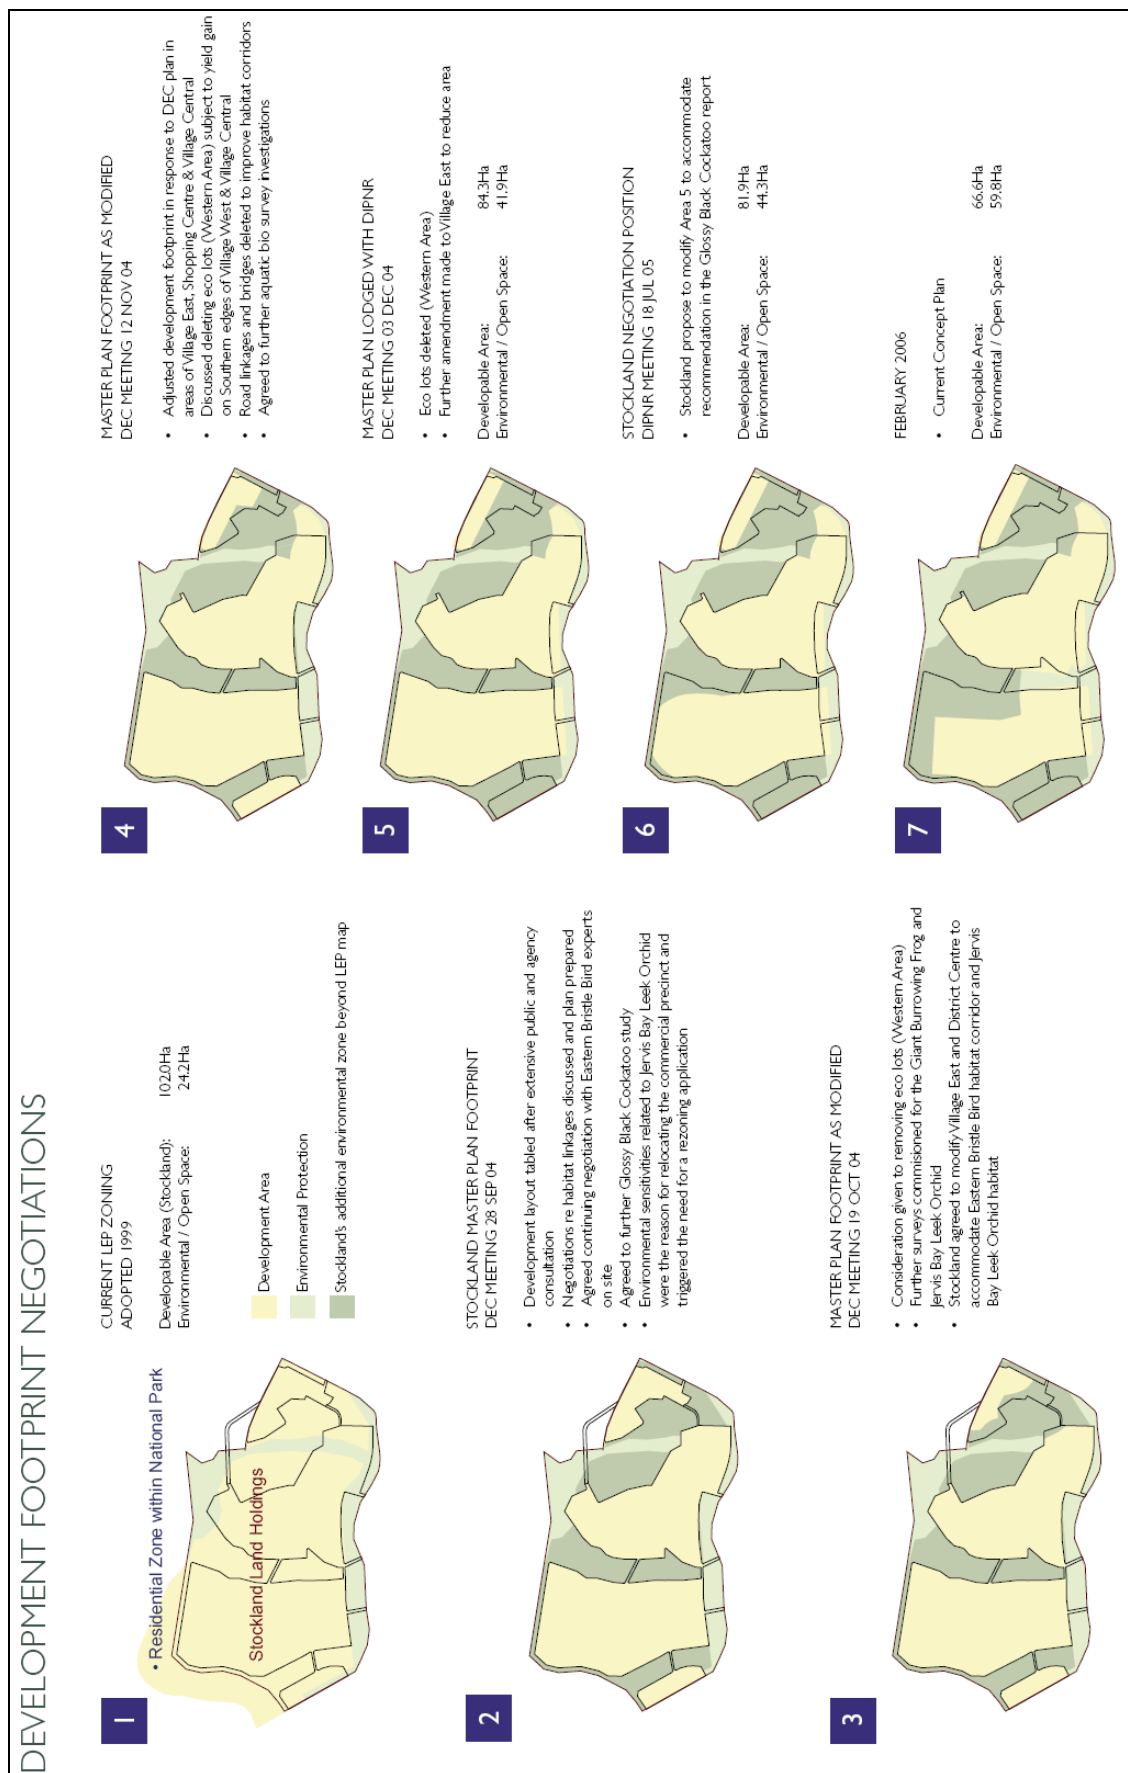 DEVELOPMENT FOOTPRINT NEGOTIATIONS
1
• Residential Zone within National Park
Stockland Land Holdings
CURRENT LEP ZONING
ADOPTED 1999
Developable Area (Stockland): 102.0Ha
Environmental / Open Space: 24.2Ha
Development Area
Environmental Protection
Stockland's additional environmental zone beyond LEP map
2
STOCKLAND MASTER PLAN FOOTPRINT
DEC MEETING 28 SEP 04
• Development layout tabled after extensive public and agency
consultation
• Negotiations re habitat linkages discussed and plan prepared
• Agreed continuing negotiation with Eastern Bristle Bird experts
on site
• Agreed to further Glossy Black Cockatoo study
• Environmental sensitivities related to Jervis Bay Leek Orchid
were the reason for relocating the commercial precinct and
triggered the need for a rezoning application
3
MASTER PLAN FOOTPRINT AS MODIFIED
DEC MEETING 19 OCT 04
• Consideration given to removing eco lots (Western Area)
• Further surveys commisioned for the Giant Burrowing Frog and
Jervis Bay Leek Orchid
• Stockland agreed to modify Village East and District Centre to
accommodate Eastern Bristle Bird habitat corridor and Jervis
Bay Leek Orchid habitat
4
MASTER PLAN FOOTPRINT AS MODIFIED
DEC MEETING 12 NOV 04
• Adjusted development footprint in response to DEC plan in
areas of Village East, Shopping Centre & Village Central
• Discussed deleting eco lots (Western Area) subject to yield gain
on Southern edges of Village West & Village Central
• Road linkages and bridges deleted to improve habitat corridors
• Agreed to further aquatic bio survey investigations
5
MASTER PLAN LODGED WITH DIPNR
DEC MEETING 03 DEC 04
• Eco lots deleted (Western Area)
• Further amendment made to Village East to reduce area
Developable Area: 84.3Ha
Environmental / Open Space: 41.9Ha
6
STOCKLAND NEGOTIATION POSITION
DIPNR MEETING 18 JUL 05
• Stockland propose to modify Area 5 to accommodate
recommendation in the Glossy Black Cockatoo report
Developable Area: 81.9Ha
Environmental / Open Space: 44.3Ha
7
FEBRUARY 2006
• Current Concept Plan
Developable Area: 66.6Ha
Environmental / Open Space: 59.8Ha